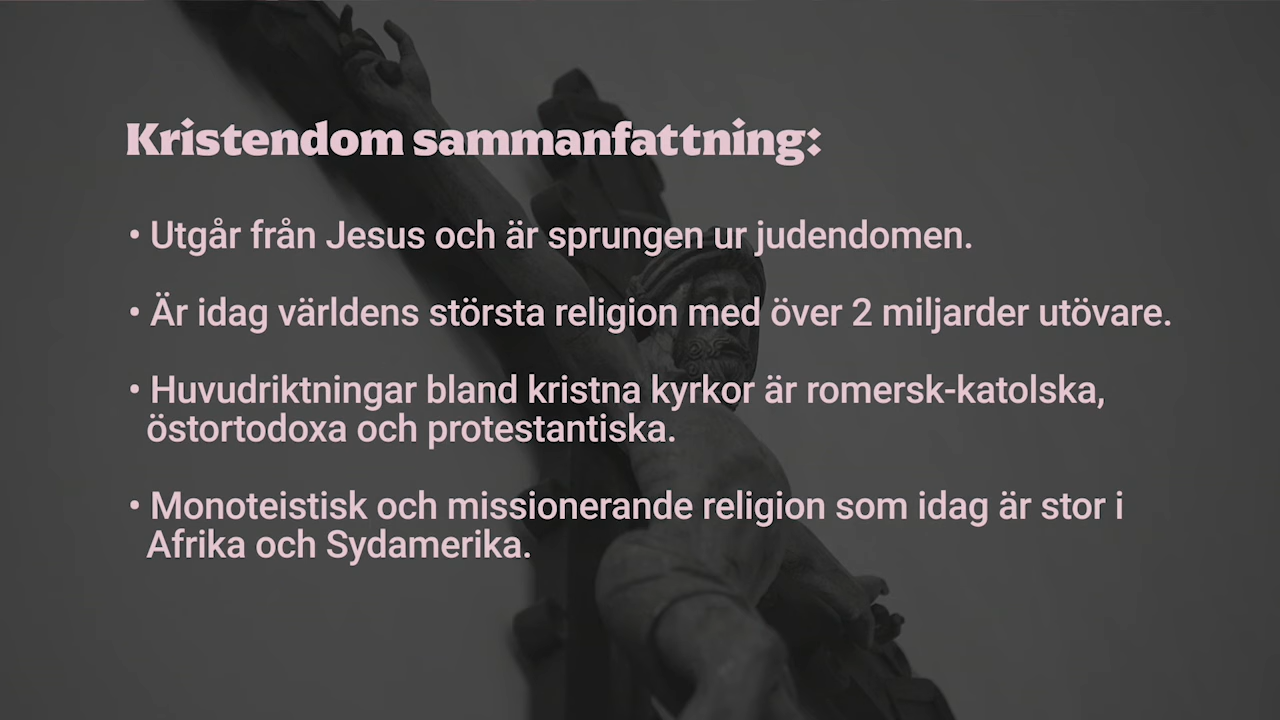 Kristendom sammanfattning:
• Utgår från Jesus och är sprungen ur judendomen.
• Är idag världens största religion med över 2 miljarder utövare.
• Huvudriktningar bland kristna kyrkor är romersk-katolska,
östortodoxa och protestantiska.
• Monoteistisk och missionerande religion som idag är stor i
Afrika och Sydamerika.